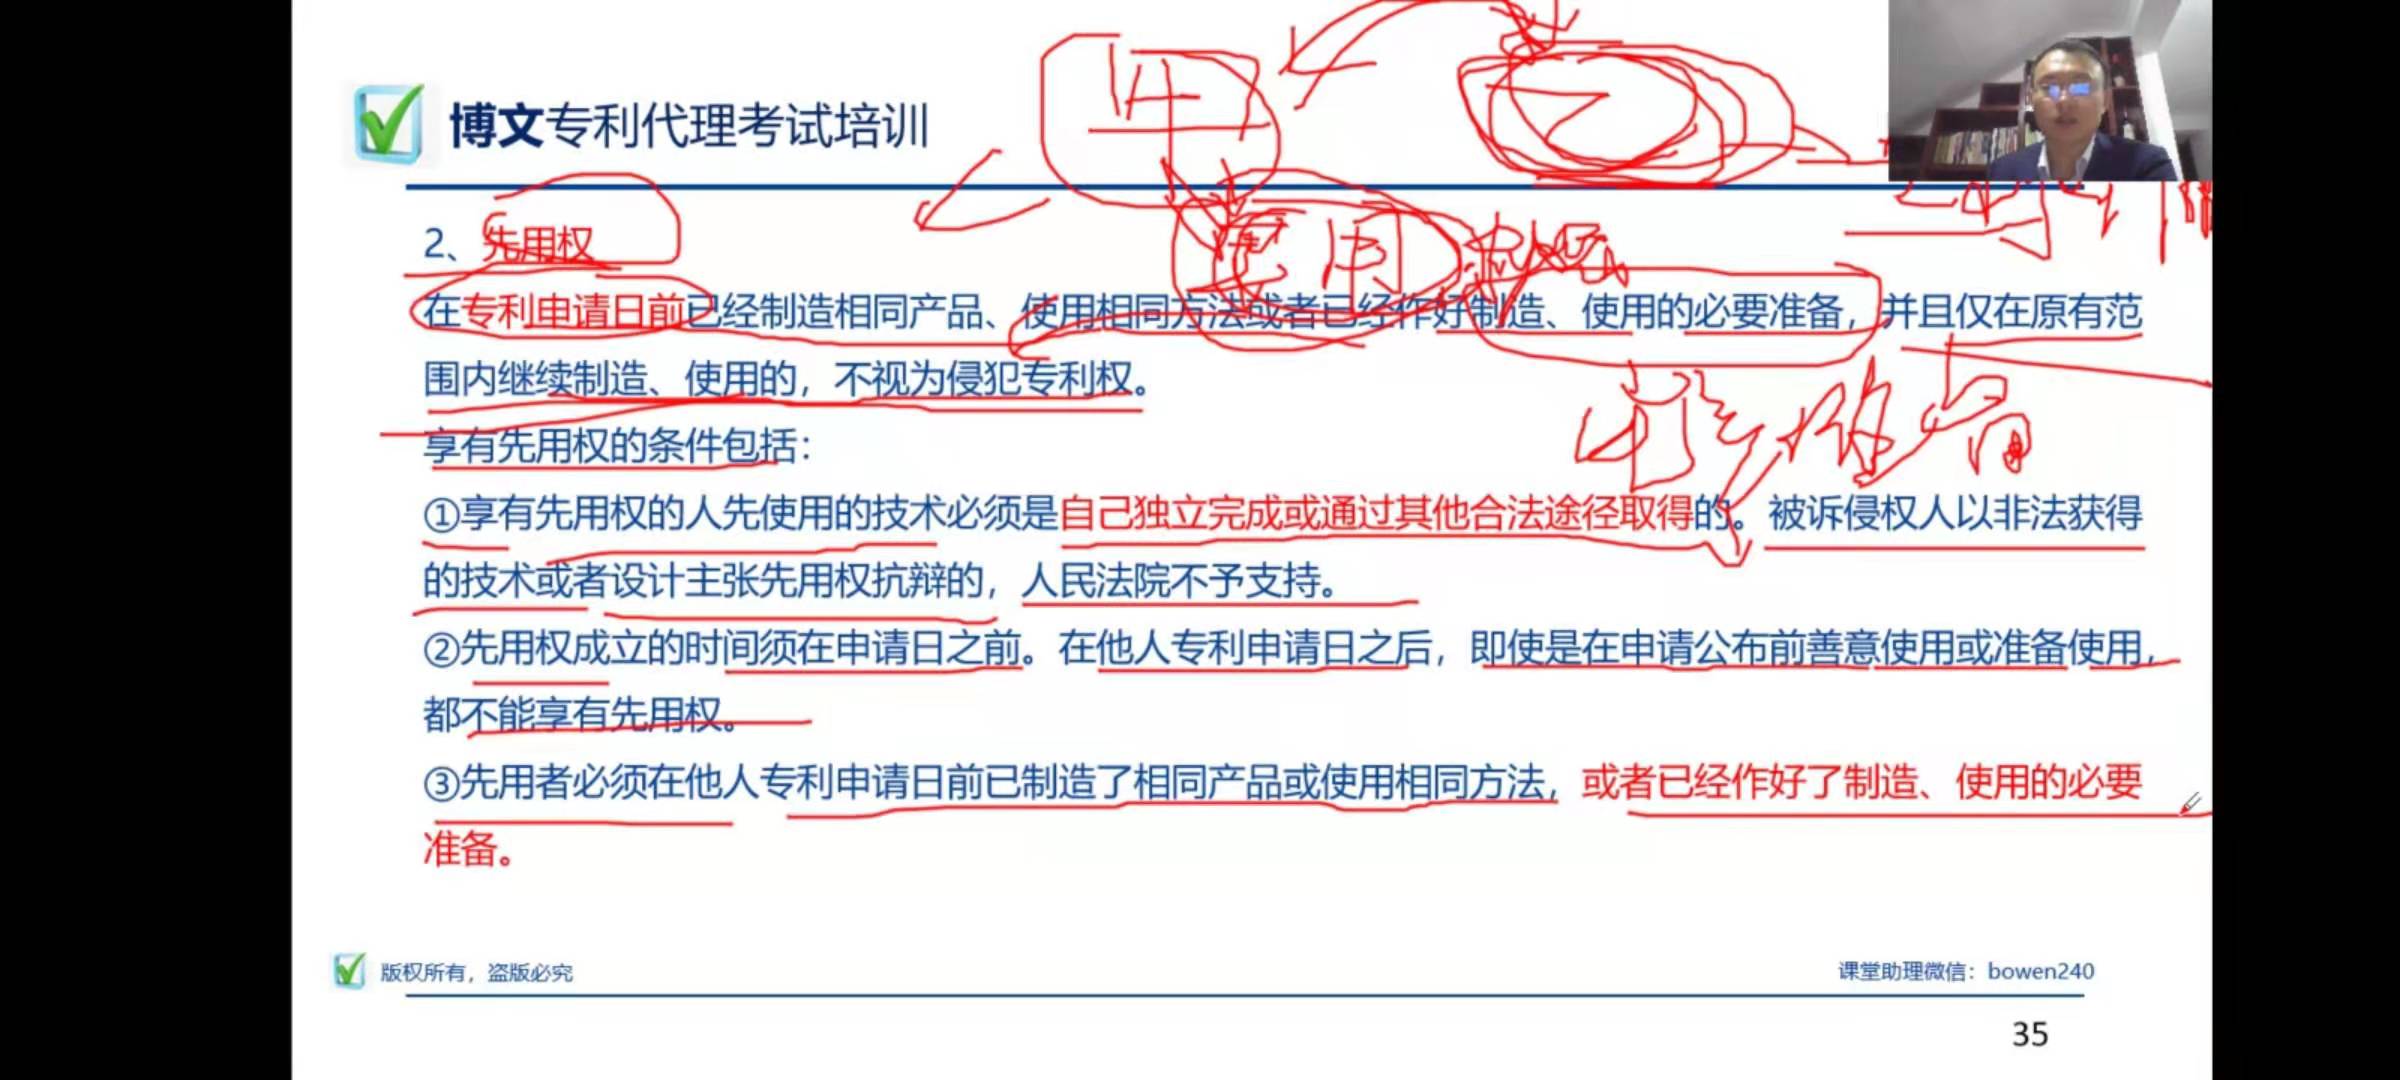 博文专利代理考试培训
2、先用权
在专利申请日前已经制造相同产品、使用相同方法或者已经作好制造、使用的必要准备，并且仅在原有范
围内继续制造、使用的，不视为侵犯专利权。
享有先用权的条件包括：
①享有先用权的人先使用的技术必须是自己独立完成或通过其他合法途径取得的。被诉侵权人以非法获得
的技术或者设计主张先用权抗辩的，人民法院不予支持。
②先用权成立的时间须在申请日之前。在他人专利申请日之后，即使是在申请公布前善意使用或准备使用，
都不能享有先用权。
③先用者必须在他人专利申请日前已制造了相同产品或使用相同方法，或者已经作好了制造、使用的必要
准备。
版权所有，盗版必究
课堂助理微信：bowen240
35